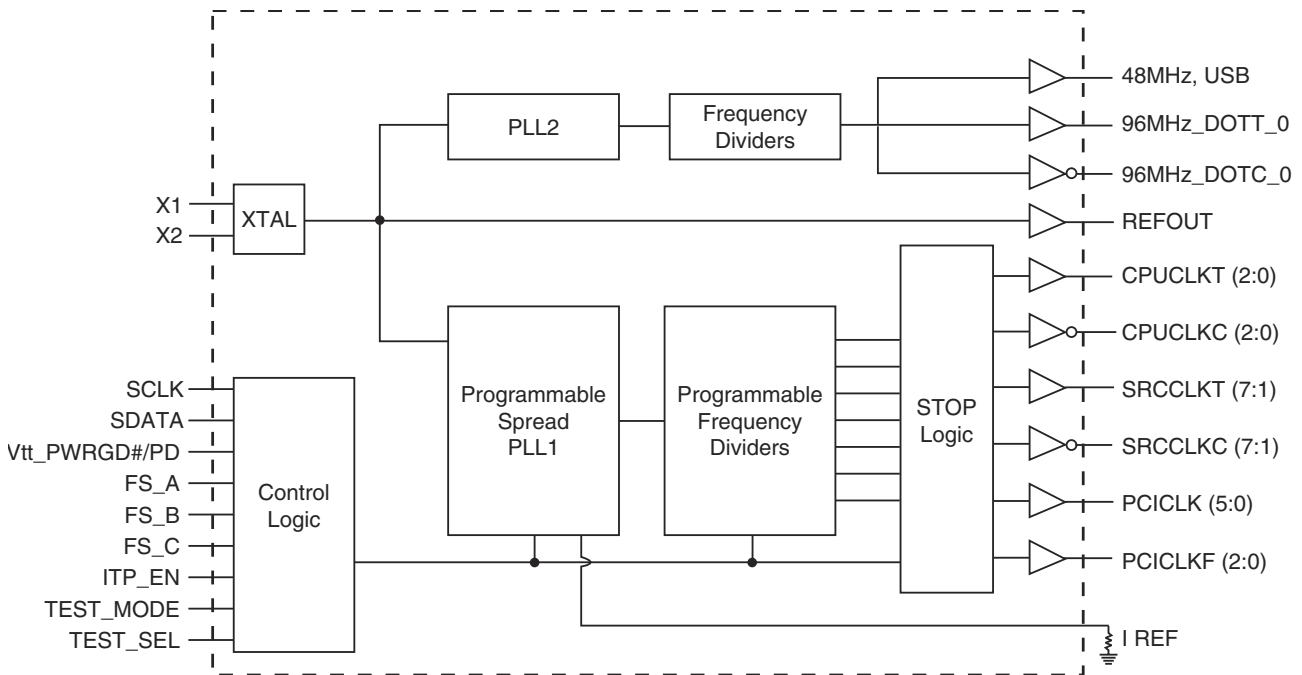 48MHz, USB
PLL2
Frequency
Dividers
96MHz_DOTT_0
96MHz_DOTC_0
X1
X2
XTAL
REFOUT
CPUCLKT (2:0)
CPUCLKC (2:0)
SCLK
SDATA
Vtt_PWRGD#/PD
FS_A
FS_B
FS_C
ITP_EN
TEST_MODE
TEST_SEL
Control
Logic
Programmable
Spread
PLL1
Programmable
Frequency
Dividers
STOP
Logic
SRCCLKT (7:1)
SRCCLKC (7:1)
PCICLK (5:0)
PCICLKF (2:0)
I REF